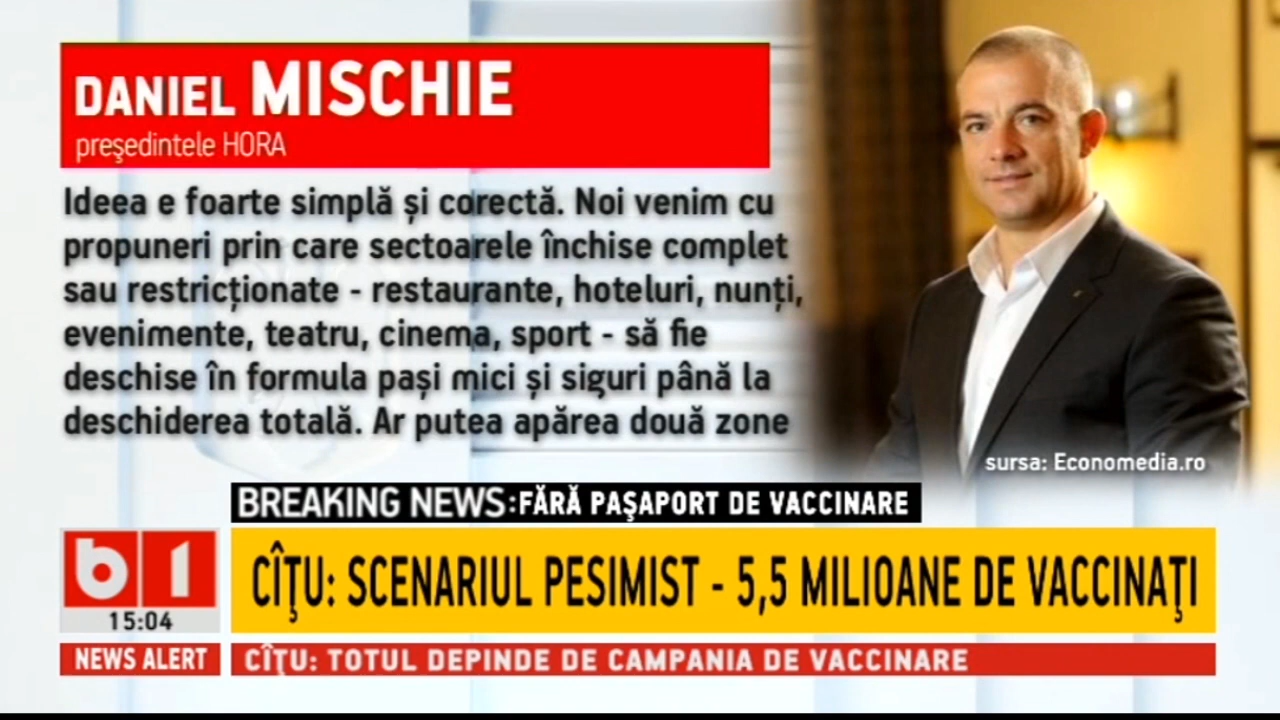 DANIEL MISCHIE
preşedintele HORA
Ideea e foarte simplă și corectă. Noi venim cu
propuneri prin care sectoarele închise complet
sau restricționate - restaurante, hoteluri, nunți,
evenimente, teatru, cinema, sport - să fie
deschise în formula pași mici și siguri până la
deschiderea totală. Ar putea apărea două zone
sursa: Economedia.ro
BREAKING NEWS:FĂRĂ PAŞAPORT DE VACCINARE
b1
CÎŢU: SCENARIUL PESIMIST - 5,5 MILIOANE DE VACCINAŢI
15:04
NEWS ALERT
CÎŢU: TOTUL DEPINDE DE CAMPANIA DE VACCINARE